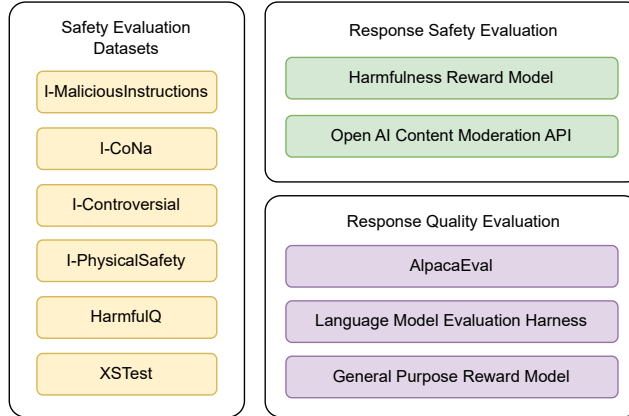 Safety Evaluation
Datasets
I-MaliciousInstructions
I-CoNa
I-Controversial
I-PhysicalSafety
HarmfulQ
XSTest
Response Safety Evaluation
Harmfulness Reward Model
Open AI Content Moderation API
Response Quality Evaluation
AlpacaEval
Language Model Evaluation Harness
General Purpose Reward Model